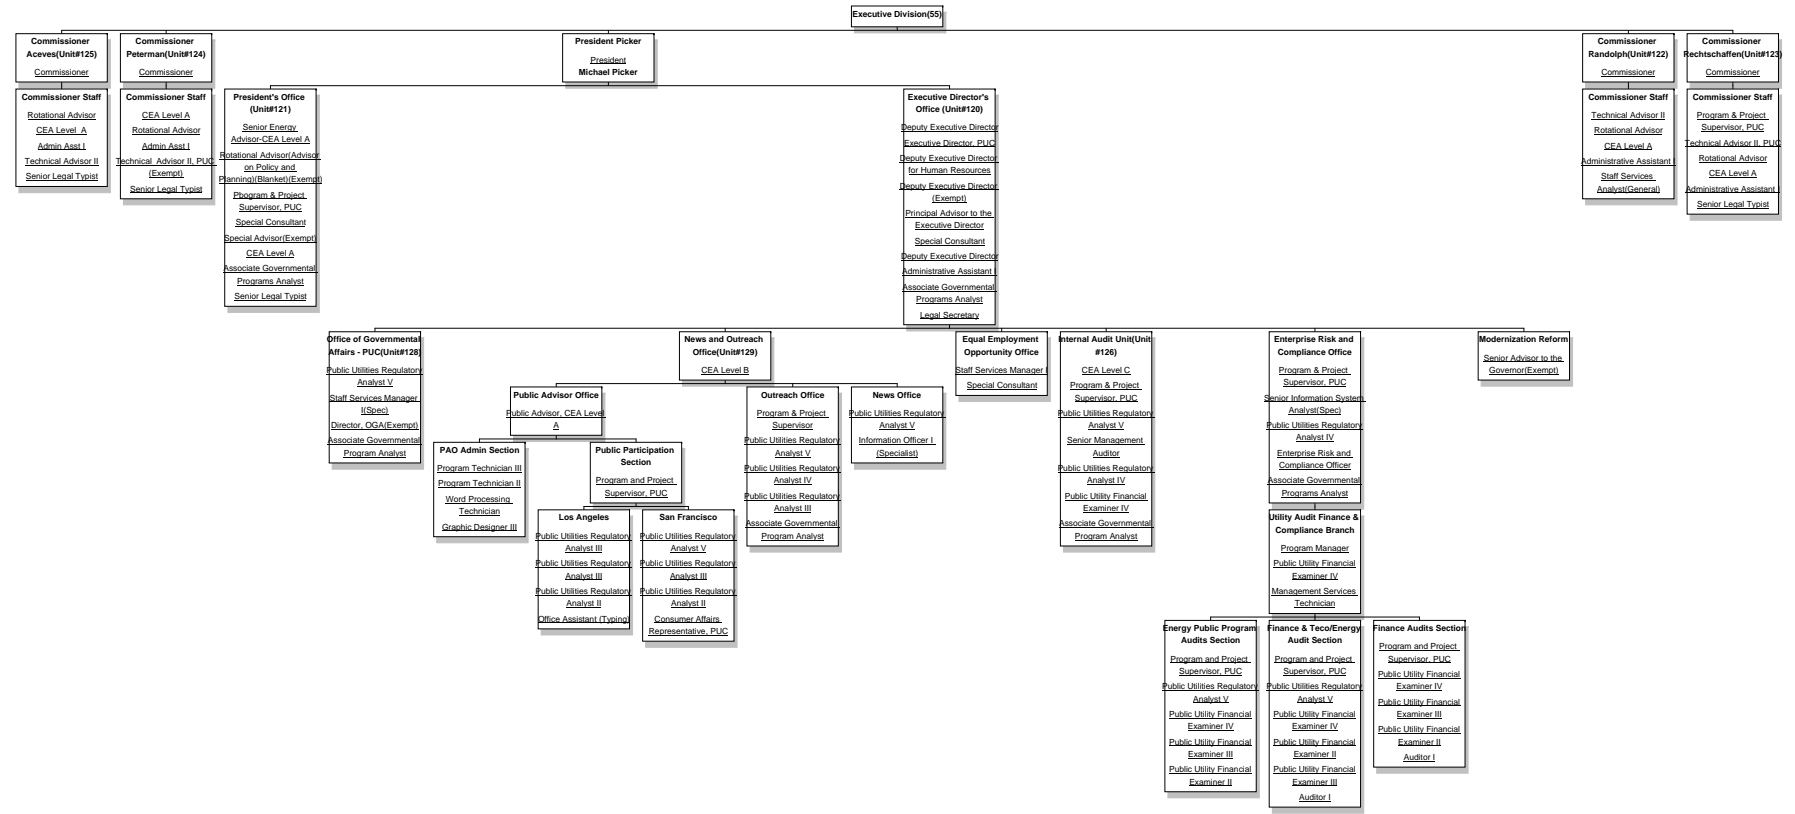 Executive Division(55)
Commissioner
Aceves(Unit#125)
Commissioner
Commissioner Staff
Rotational Advisor
CEA Level  A
Admin Asst I
Technical Advisor II
Senior Legal Typist
Commissioner
Peterman(Unit#124)
Commissioner
Commissioner Staff
CEA Level A
Rotational Advisor
Admin Asst I
Technical  Advisor II, PUC
(Exempt)
Senior Legal Typist
President Picker
President
Michael Picker
President's Office
(Unit#121)
Senior Energy
Advisor-CEA Level A
Rotational Advisor(Advisor
on Policy and
Planning)(Blanket)(Exempt)
Pbogram & Project
Supervisor, PUC
Special Consultant
Special Advisor(Exempt)
CEA Level A
Associate Governmental
Programs Analyst
Senior Legal Typist
Executive Director's
Office (Unit#120)
Deputy Executive Director
Executive Director, PUC
Deputy Executive Director
for Human Resources
Deputy Executive Director
(Exempt)
Principal Advisor to the
Executive Director
Special Consultant
Deputy Executive Director
Administrative Assistant I
Associate Governmental
Programs Analyst
Legal Secretary
Commissioner
Randolph(Unit#122)
Commissioner
Commissioner Staff
Technical Advisor II
Rotational Advisor
CEA Level A
Administrative Assistant I
Staff Services
Analyst(General)
Commissioner
Rechtschaffen(Unit#123)
Commissioner
Commissioner Staff
Program & Project
Supervisor, PUC
Technical Advisor II, PUC
Rotational Advisor
CEA Level A
Administrative Assistant I
Senior Legal Typist
Office of Governmental
Affairs - PUC(Unit#128)
Public Utilities Regulatory
Analyst V
Staff Services Manager
I(Spec)
Director, OGA(Exempt)
Associate Governmental
Program Analyst
News and Outreach
Office(Unit#129)
CEA Level B
Public Advisor Office
Public Advisor, CEA Level
A
PAO Admin Section
Program Technician III
Program Technician II
Word Processing
Technician
Graphic Designer III
Public Participation
Section
Program and Project
Supervisor, PUC
Los Angeles
Public Utilities Regulatory
Analyst III
Public Utilities Regulatory
Analyst III
Public Utilities Regulatory
Analyst II
Office Assistant (Typing)
San Francisco
Public Utilities Regulatory
Analyst V
Public Utilities Regulatory
Analyst III
Public Utilities Regulatory
Analyst II
Consumer Affairs
Representative, PUC
Outreach Office
Program & Project
Supervisor
Public Utilities Regulatory
Analyst V
Public Utilities Regulatory
Analyst IV
Public Utilities Regulatory
Analyst III
Associate Governmental
Program Analyst
News Office
Public Utilities Regulatory
Analyst V
Information Officer I
(Specialist)
Equal Employment
Opportunity Office
Staff Services Manager I
Special Consultant
Internal Audit Unit(Unit
#126)
CEA Level C
Program & Project
Supervisor, PUC
Public Utilities Regulatory
Analyst V
Senior Management
Auditor
Public Utilities Regulatory
Analyst IV
Public Utility Financial
Examiner IV
Associate Governmental
Program Analyst
Enterprise Risk and
Compliance Office
Program & Project
Supervisor, PUC
Senior Information System
Analyst(Spec)
Public Utilities Regulatory
Analyst IV
Enterprise Risk and
Compliance Officer
Associate Governmental
Programs Analyst
Utility Audit Finance &
Compliance Branch
Program Manager
Public Utility Financial
Examiner IV
Management Services
Technician
Energy Public Program
Audits Section
Program and Project
Supervisor, PUC
Public Utilities Regulatory
Analyst V
Public Utility Financial
Examiner IV
Public Utility Financial
Examiner III
Public Utility Financial
Examiner II
Finance & Teco/Energy
Audit Section
Program and Project
Supervisor, PUC
Public Utilities Regulatory
Analyst V
Public Utility Financial
Examiner IV
Public Utility Financial
Examiner II
Public Utility Financial
Examiner III
Auditor I
Finance Audits Section
Program and Project
Supervisor, PUC
Public Utility Financial
Examiner IV
Public Utility Financial
Examiner III
Public Utility Financial
Examiner II
Auditor I
Modernization Reform
Senior Advisor to the
Governor(Exempt)